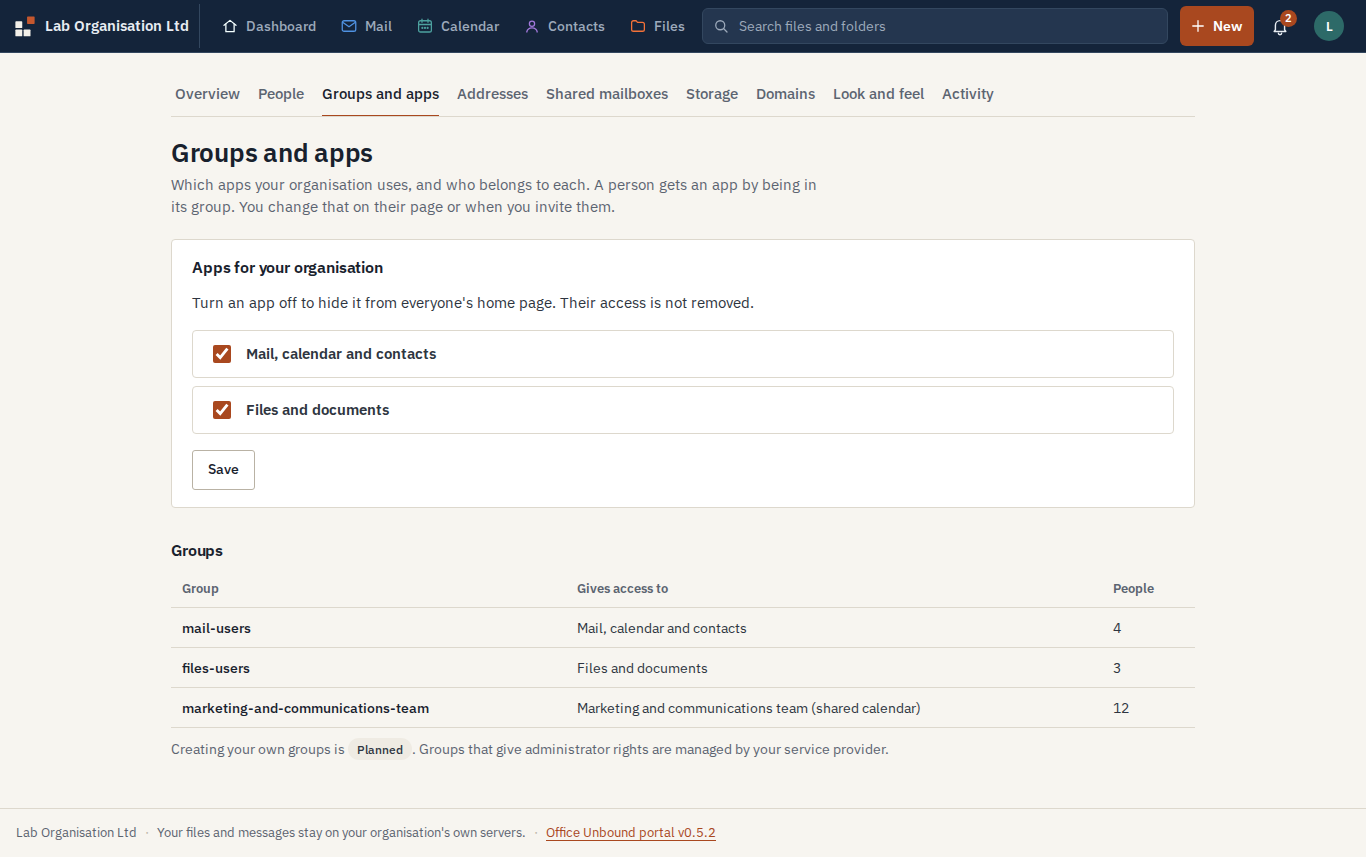 Lab Organisation Ltd
Dashboard
Mail
Calendar
Contacts
Files
Search files and folders
New
2
L
Overview
People
Groups and apps
Addresses
Shared mailboxes
Storage
Domains
Look and feel
Activity
Groups and apps
Which apps your organisation uses, and who belongs to each. A person gets an app by being in
its group. You change that on their page or when you invite them.
Apps for your organisation
Turn an app off to hide it from everyone's home page. Their access is not removed.
Mail, calendar and contacts
Files and documents
Save
Groups
Group Gives access to People
mail-users Mail, calendar and contacts 4
files-users Files and documents 3
marketing-and-communications-team Marketing and communications team (shared calendar) 12
Creating your own groups is Planned. Groups that give administrator rights are managed by your service provider.
Lab Organisation Ltd · Your files and messages stay on your organisation's own servers. · Office Unbound portal v0.5.2